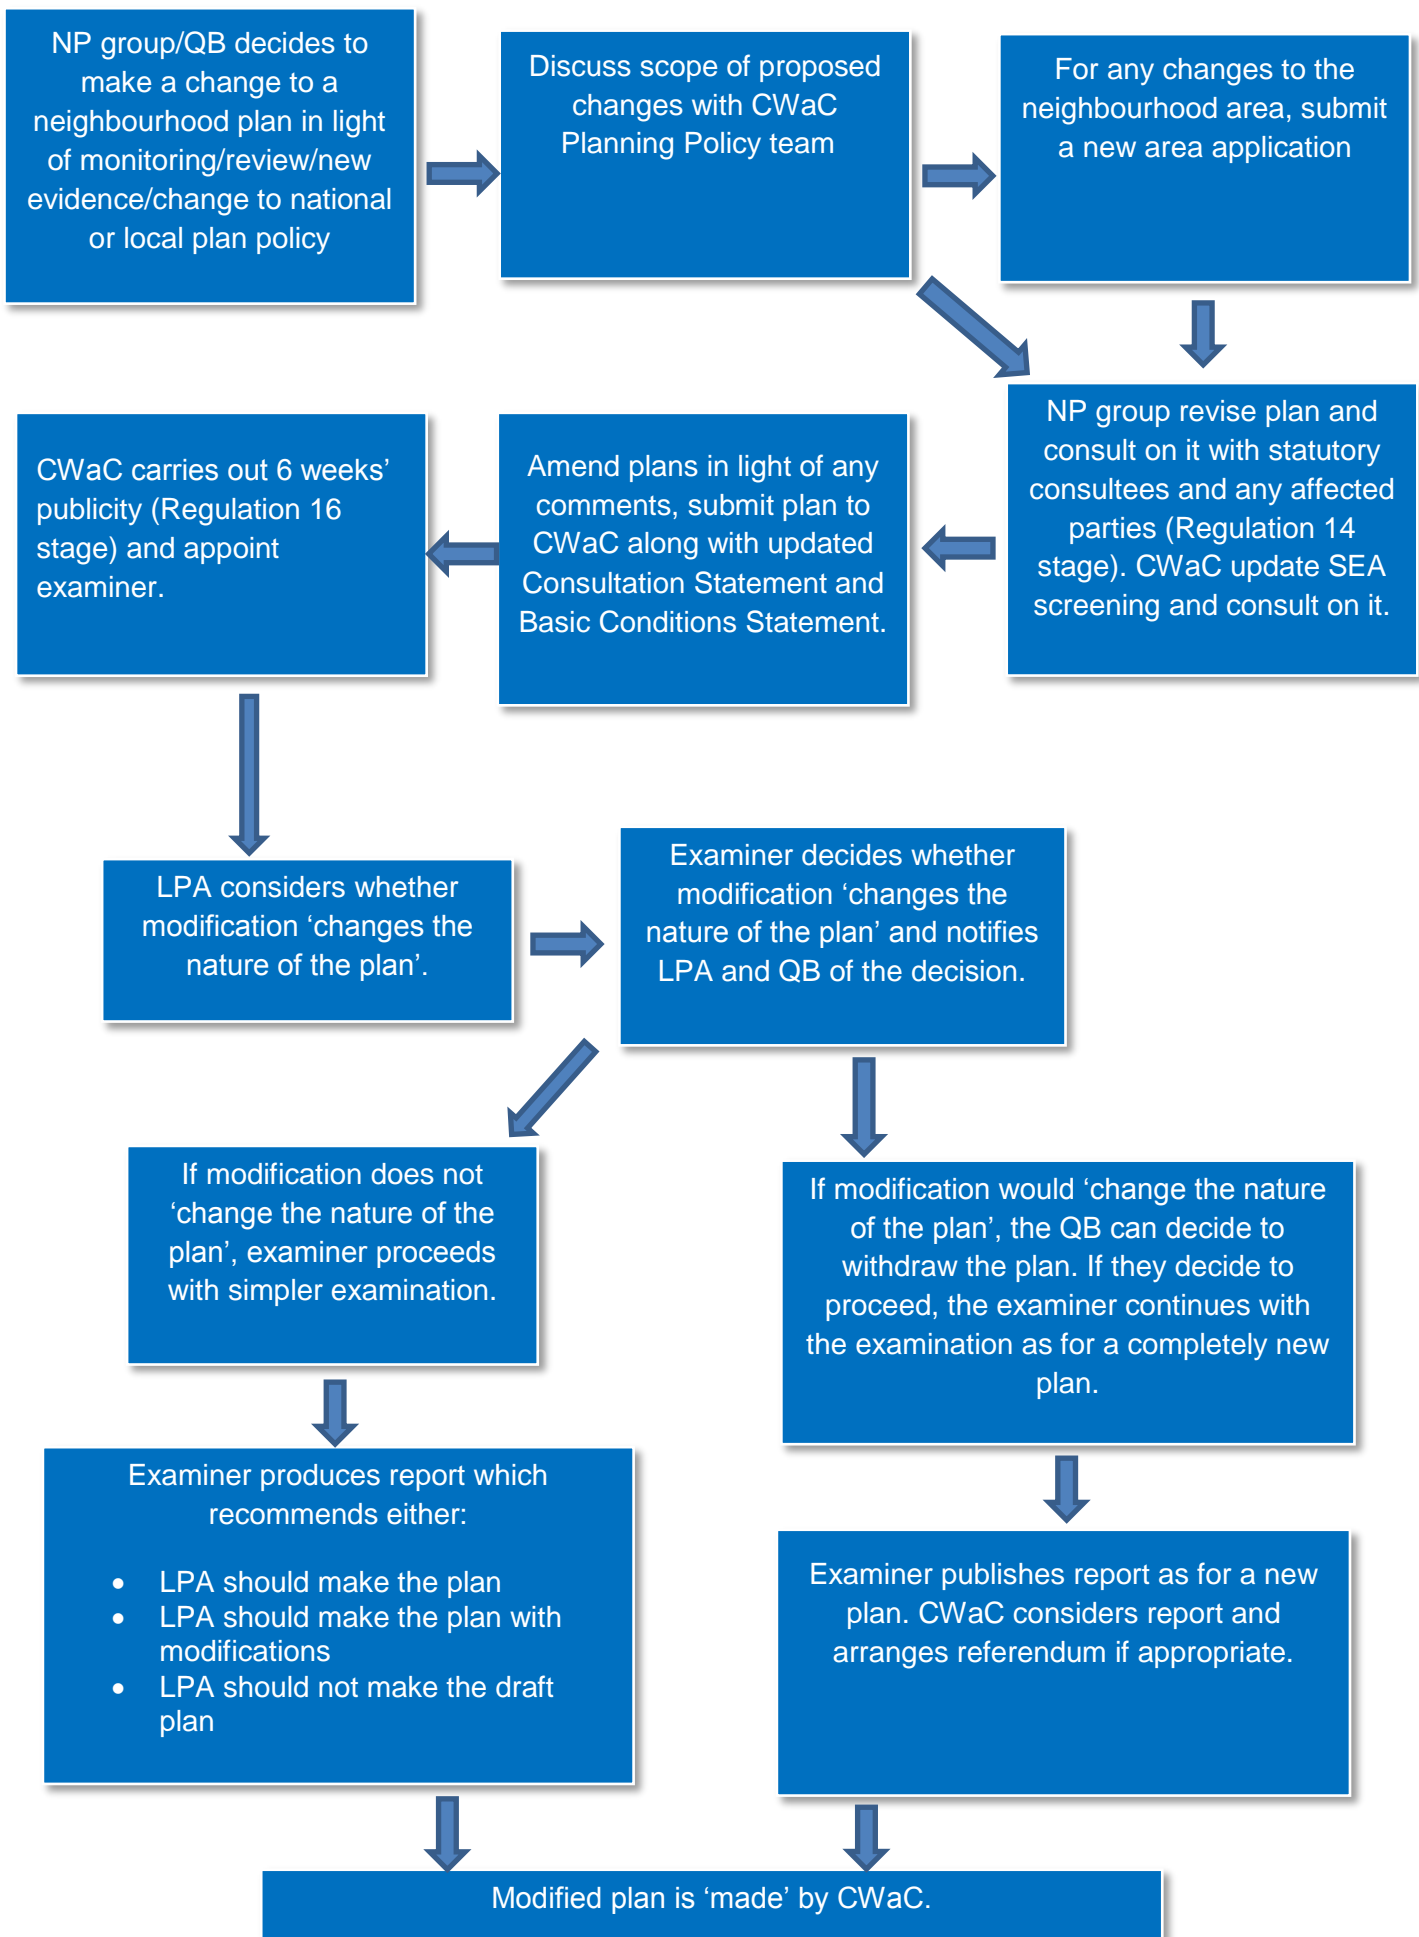 NP group/QB decides to
make a change to a
neighbourhood plan in light
of monitoring/review/new
evidence/change to national
or local plan policy
Discuss scope of proposed
changes with CWaC
Planning Policy team
For any changes to the
neighbourhood area, submit
a new area application
NP group revise plan and
consult on it with statutory
consultees and any affected
parties (Regulation 14
stage). CWaC update SEA
screening and consult on it.
Amend plans in light of any
comments, submit plan to
CWaC along with updated
Consultation Statement and
Basic Conditions Statement.
CWaC carries out 6 weeks’
publicity (Regulation 16
stage) and appoint
examiner.
LPA considers whether
modification ‘changes the
nature of the plan’.
Examiner decides whether
modification ‘changes the
nature of the plan’ and notifies
LPA and QB of the decision.
If modification does not
‘change the nature of the
plan’, examiner proceeds
with simpler examination.
If modification would ‘change the nature
of the plan’, the QB can decide to
withdraw the plan. If they decide to
proceed, the examiner continues with
the examination as for a completely new
plan.
Examiner produces report which
recommends either:
• LPA should make the plan
• LPA should make the plan with
modifications
• LPA should not make the draft
plan
Examiner publishes report as for a new
plan. CWaC considers report and
arranges referendum if appropriate.
Modified plan is ‘made’ by CWaC.